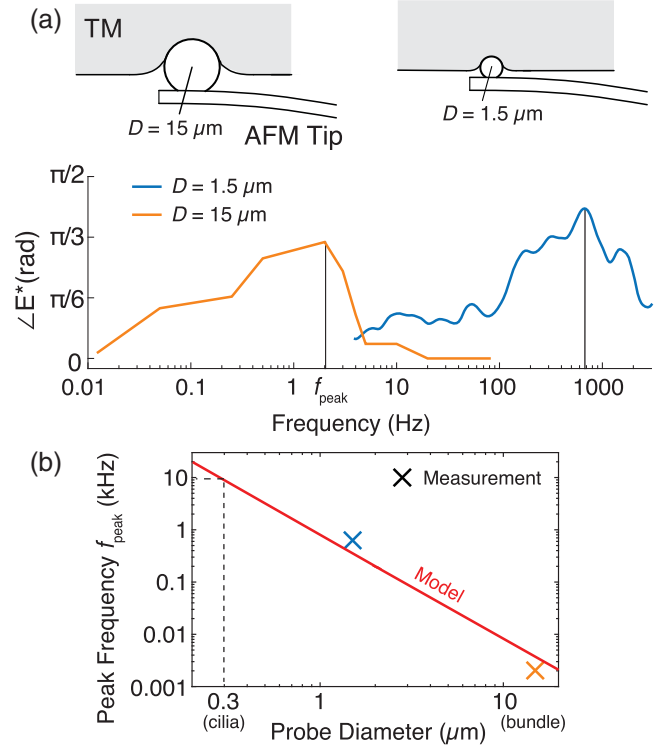 (a)
TM
D = 15 μm
AFM Tip
D = 1.5 μm
π/2
π/3
π/6
0
∠E*(rad)
D = 1.5 μm
D = 15 μm
0.01
0.1
1
f_peak
10
100
1000
Frequency (Hz)
(b)
10
1
0.1
0.01
0.001
Peak Frequency f_peak (kHz)
Measurement
Model
0.3
1
10
(cilia)
Probe Diameter (μm)
(bundle)